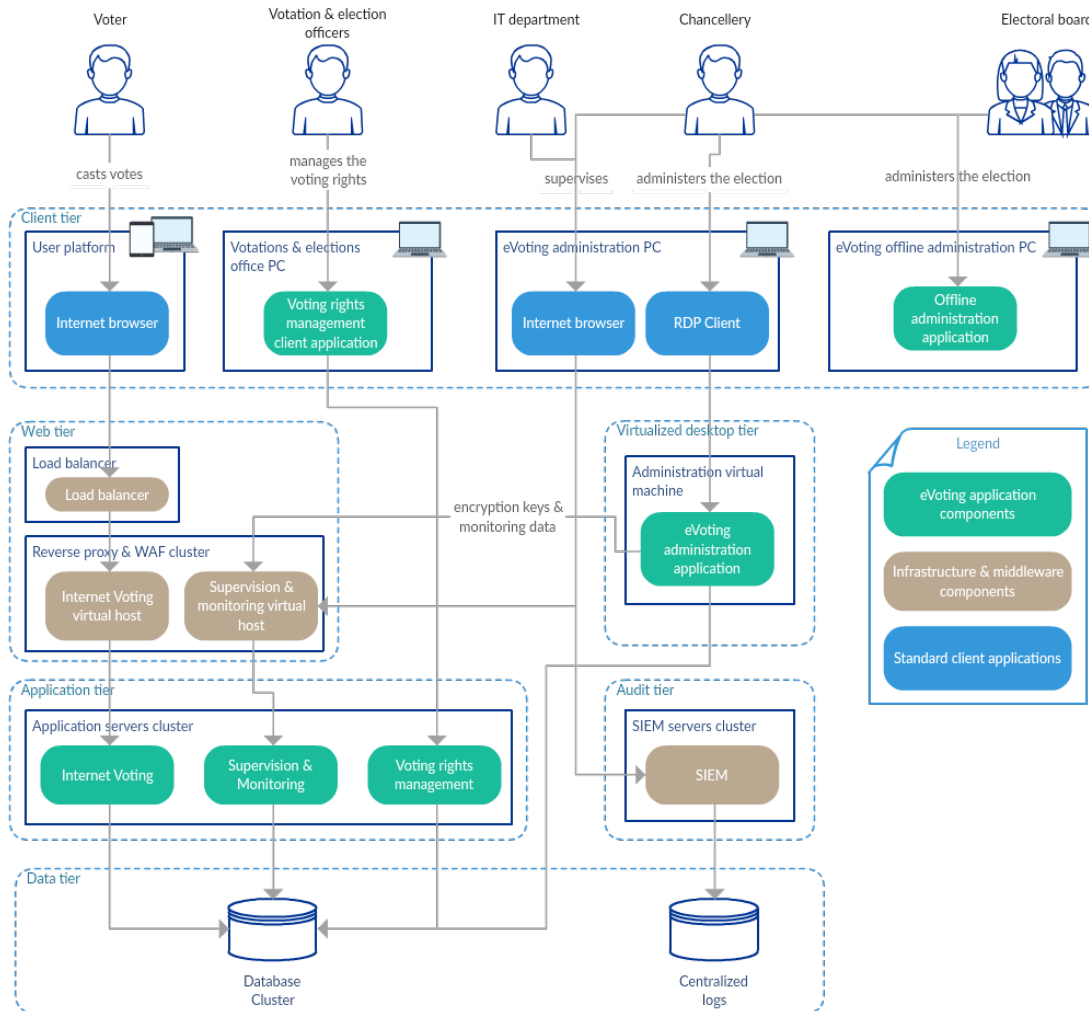 Voter
Votation & election
officers
IT department
Chancellery
Electoral board
casts votes
manages the
voting rights
supervises
administers the election
administers the election
Client tier
User platform
Votations & elections
office PC
eVoting administration PC
eVoting offline administration PC
Internet browser
Voting rights
management
client application
Internet browser
RDP Client
Offline
administration
application
Web tier
Virtualized desktop tier
Legend
Load balancer
Load balancer
Administration virtual
machine
eVoting application
components
encryption keys &
monitoring data
eVoting
administration
application
Reverse proxy & WAF cluster
Internet Voting
virtual host
Supervision &
monitoring virtual
host
Infrastructure & middleware
components
Standard client applications
Application tier
Audit tier
Application servers cluster
SIEM servers cluster
Internet Voting
Supervision &
Monitoring
Voting rights
management
SIEM
Data tier
Database
Cluster
Centralized
logs